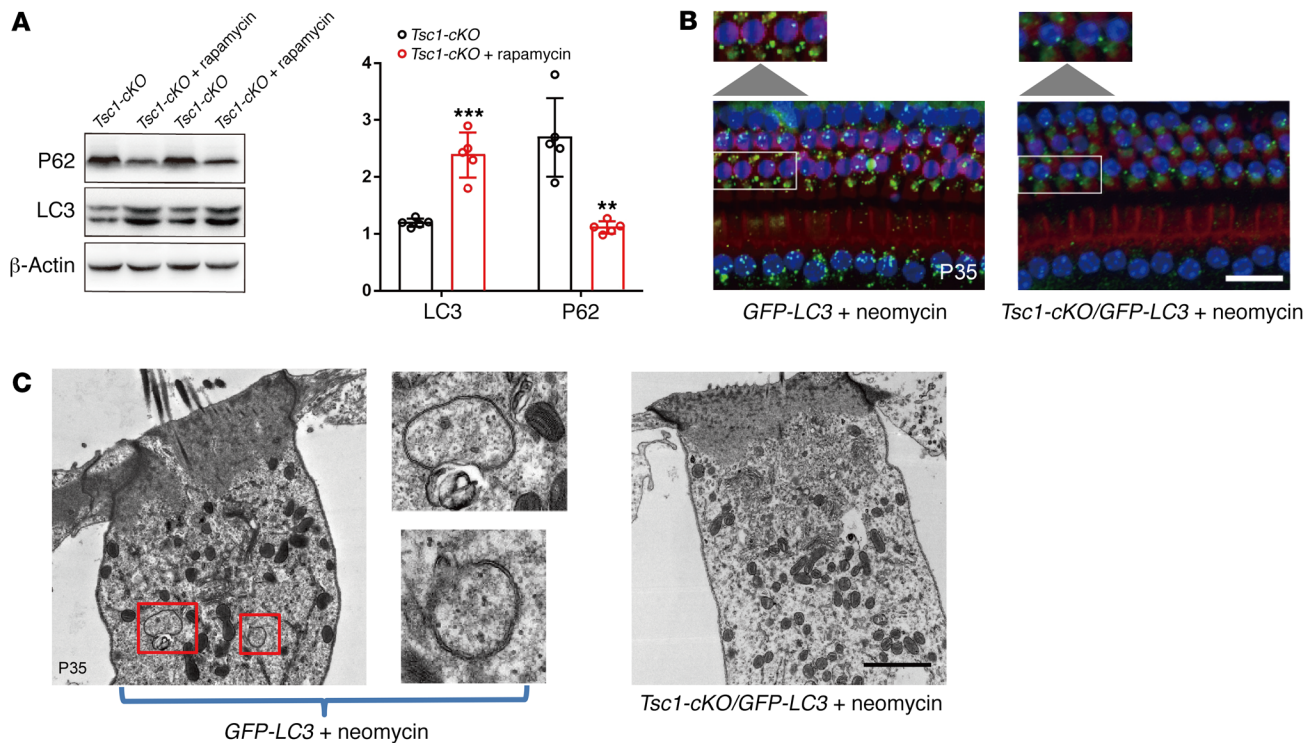 A
Tsc1-cKO
Tsc1-cKO + rapamycin
Tsc1-cKO
Tsc1-cKO + rapamycin
P62
LC3
β-Actin
Tsc1-cKO
Tsc1-cKO + rapamycin
4
3
2
1
0
***
**
LC3
P62
B
P35
GFP-LC3 + neomycin
Tsc1-cKO/GFP-LC3 + neomycin
C
P35
GFP-LC3 + neomycin
Tsc1-cKO/GFP-LC3 + neomycin